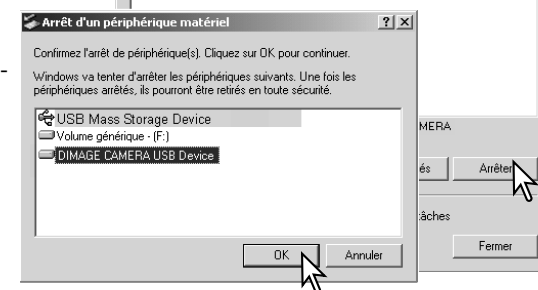 Arrêt d'un périphérique matériel
Confirmez l'arrêt de périphérique(s). Cliquez sur OK pour continuer.
Windows va tenter d'arrêter les périphériques suivants. Une fois les
périphériques arrêtés, ils pourront être retirés en toute sécurité.
USB Mass Storage Device
Volume générique - (F:)
DIMAGE CAMERA USB Device
OK Annuler
MERA
és Arrêter
tâches
Fermer
-